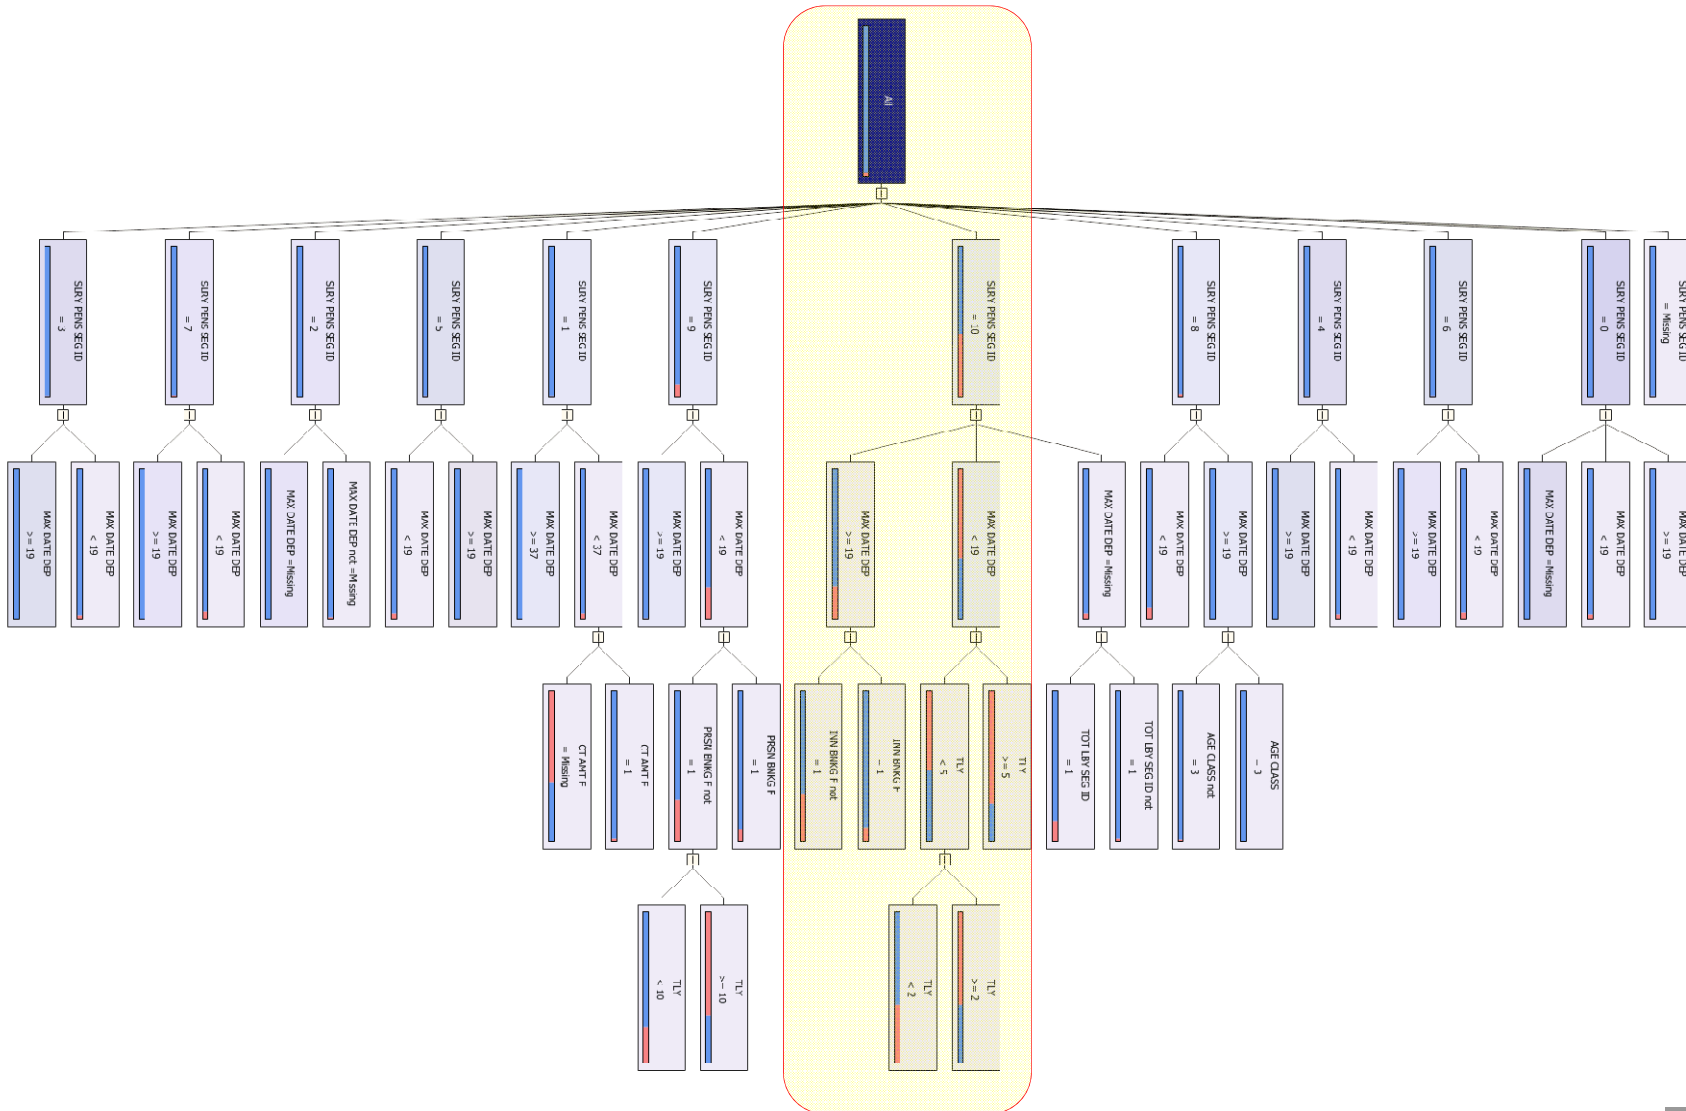 All
SLRY PENS SEG ID
= 3
SLRY PENS SEG ID
= 7
SLRY PENS SEG ID
= 2
SLRY PENS SEG ID
= 5
SLRY PENS SEG ID
= 1
SLRY PENS SEG ID
= 9
SLRY PENS SEG ID
= 10
SLRY PENS SEG ID
= 8
SLRY PENS SEG ID
= 4
SLRY PENS SEG ID
= 6
SLRY PENS SEG ID
= 0
SLRY PENS SEG ID
= Missing
MAX DATE DEP
>= 19
MAX DATE DEP
< 19
MAX DATE DEP
>= 19
MAX DATE DEP
< 19
MAX DATE DEP =Missing
MAX DATE DEP not =Missing
MAX DATE DEP
< 19
MAX DATE DEP
>= 19
MAX DATE DEP
>= 37
MAX DATE DEP
< 37
MAX DATE DEP
>= 19
MAX DATE DEP
< 19
MAX DATE DEP
>= 19
MAX DATE DEP
< 19
MAX DATE DEP =Missing
MAX DATE DEP
< 19
MAX DATE DEP
>= 19
MAX DATE DEP
>= 19
MAX DATE DEP
< 19
MAX DATE DEP
>= 19
MAX DATE DEP
< 19
MAX DATE DEP =Missing
MAX DATE DEP
< 19
MAX DATE DEP
>= 19
CT AMT F
= Missing
CT AMT F
= 1
PRSN BNKG F not
= 1
PRSN BNKG F
= 1
INN BNKG F not
= 1
INN BNKG F
= 1
TLY
< 5
TLY
>= 5
TOT LBY SEG ID
= 1
TOT LBY SEG ID not
= 1
AGE CLASS not
= 3
AGE CLASS
= 3
TLY
< 10
TLY
>= 10
TLY
< 2
TLY
>= 2